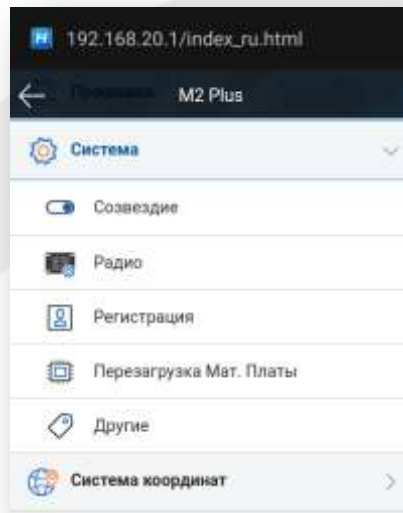 192.168.20.1/index_ru.html
M2 Plus
Система
Созвездие
Радио
Регистрация
Перезагрузка Мат. Платы
Другие
Система координат